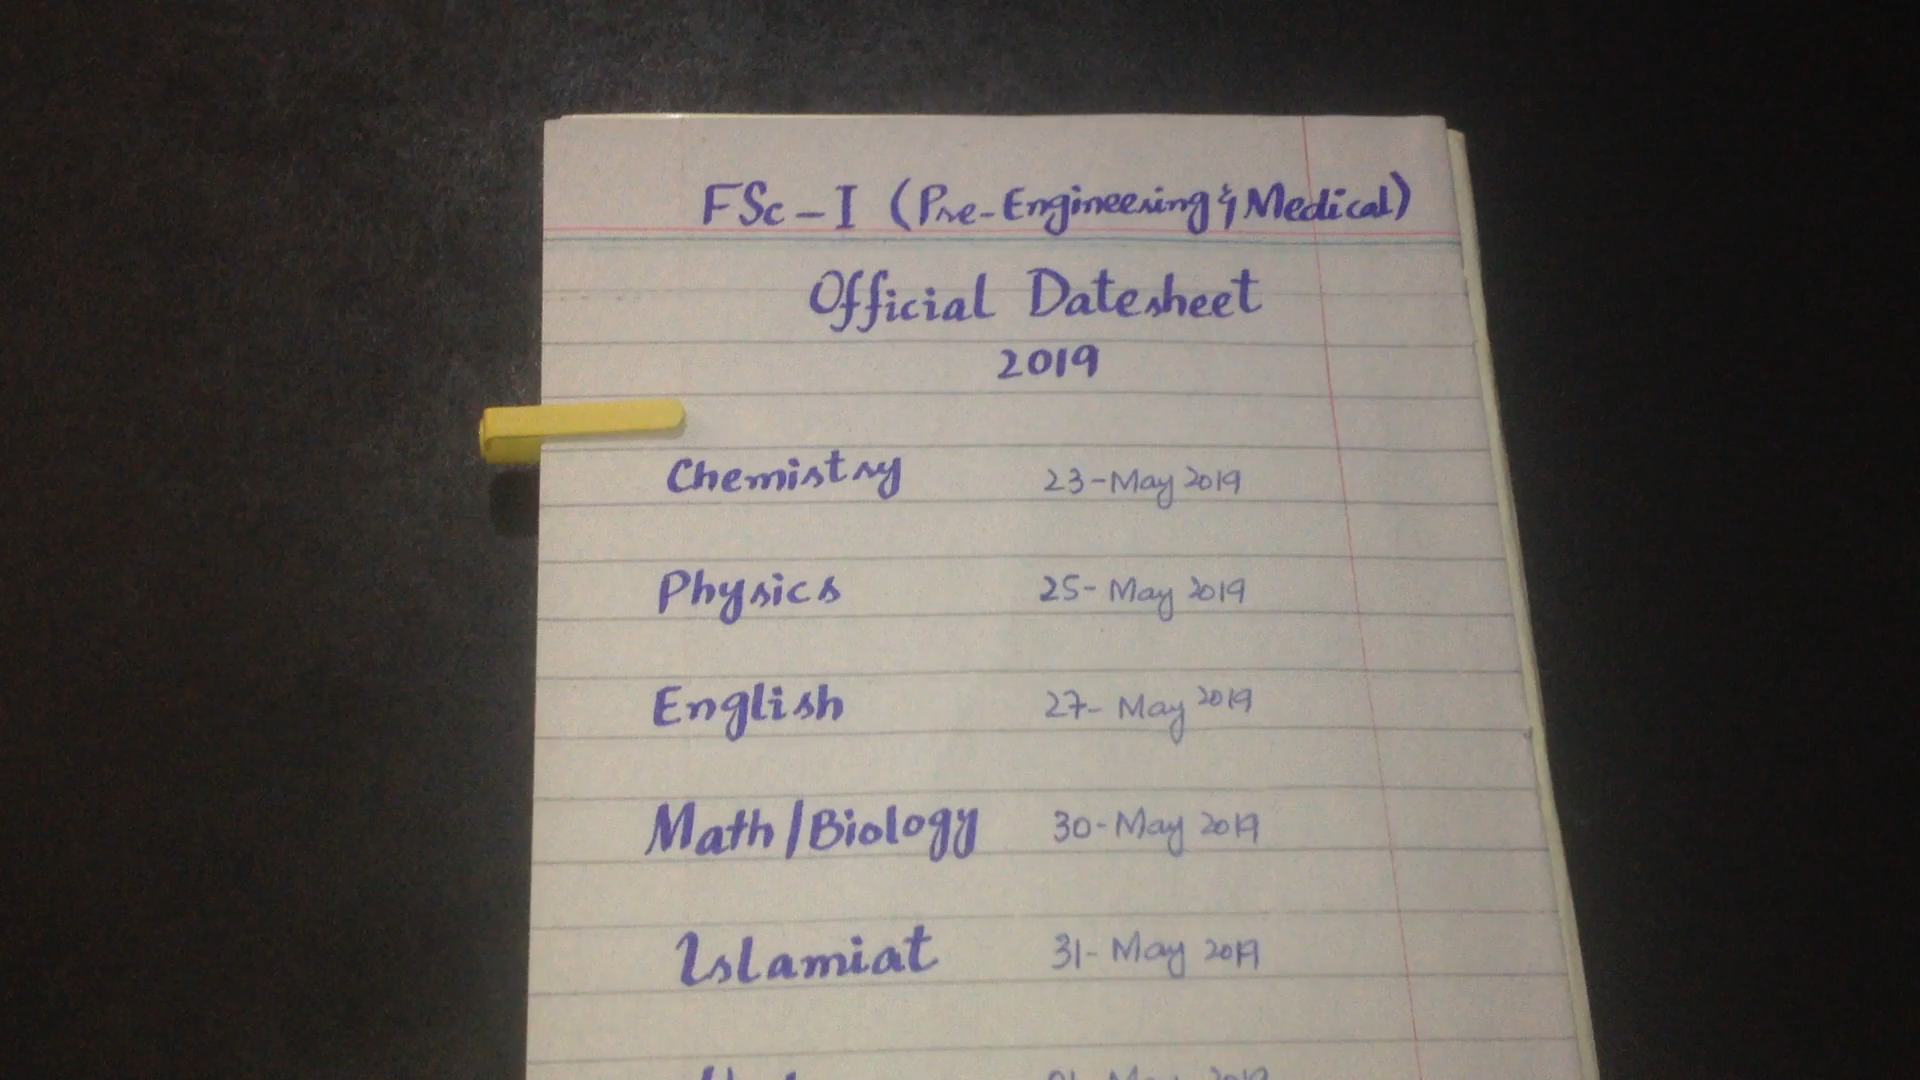 FSc-I (Pre-Engineering & Medical)
Official Datesheet
2019
Chemistry 23-May 2019
Physics 25- May 2019
English 27- May 2019
Math/Biology 30-May 2019
Islamiat 31- May 2019